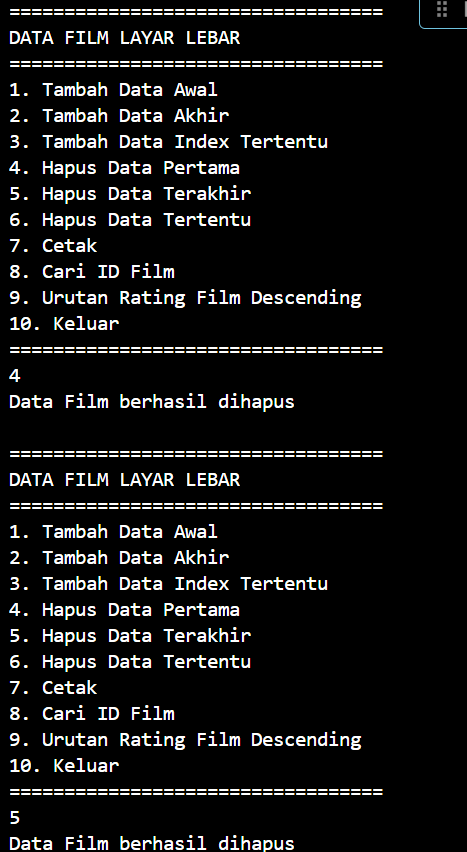 ==================================
DATA FILM LAYAR LEBAR
==================================
1. Tambah Data Awal
2. Tambah Data Akhir
3. Tambah Data Index Tertentu
4. Hapus Data Pertama
5. Hapus Data Terakhir
6. Hapus Data Tertentu
7. Cetak
8. Cari ID Film
9. Urutan Rating Film Descending
10. Keluar
==================================
4
Data Film berhasil dihapus

==================================
DATA FILM LAYAR LEBAR
==================================
1. Tambah Data Awal
2. Tambah Data Akhir
3. Tambah Data Index Tertentu
4. Hapus Data Pertama
5. Hapus Data Terakhir
6. Hapus Data Tertentu
7. Cetak
8. Cari ID Film
9. Urutan Rating Film Descending
10. Keluar
==================================
5
Data Film berhasil dihapus